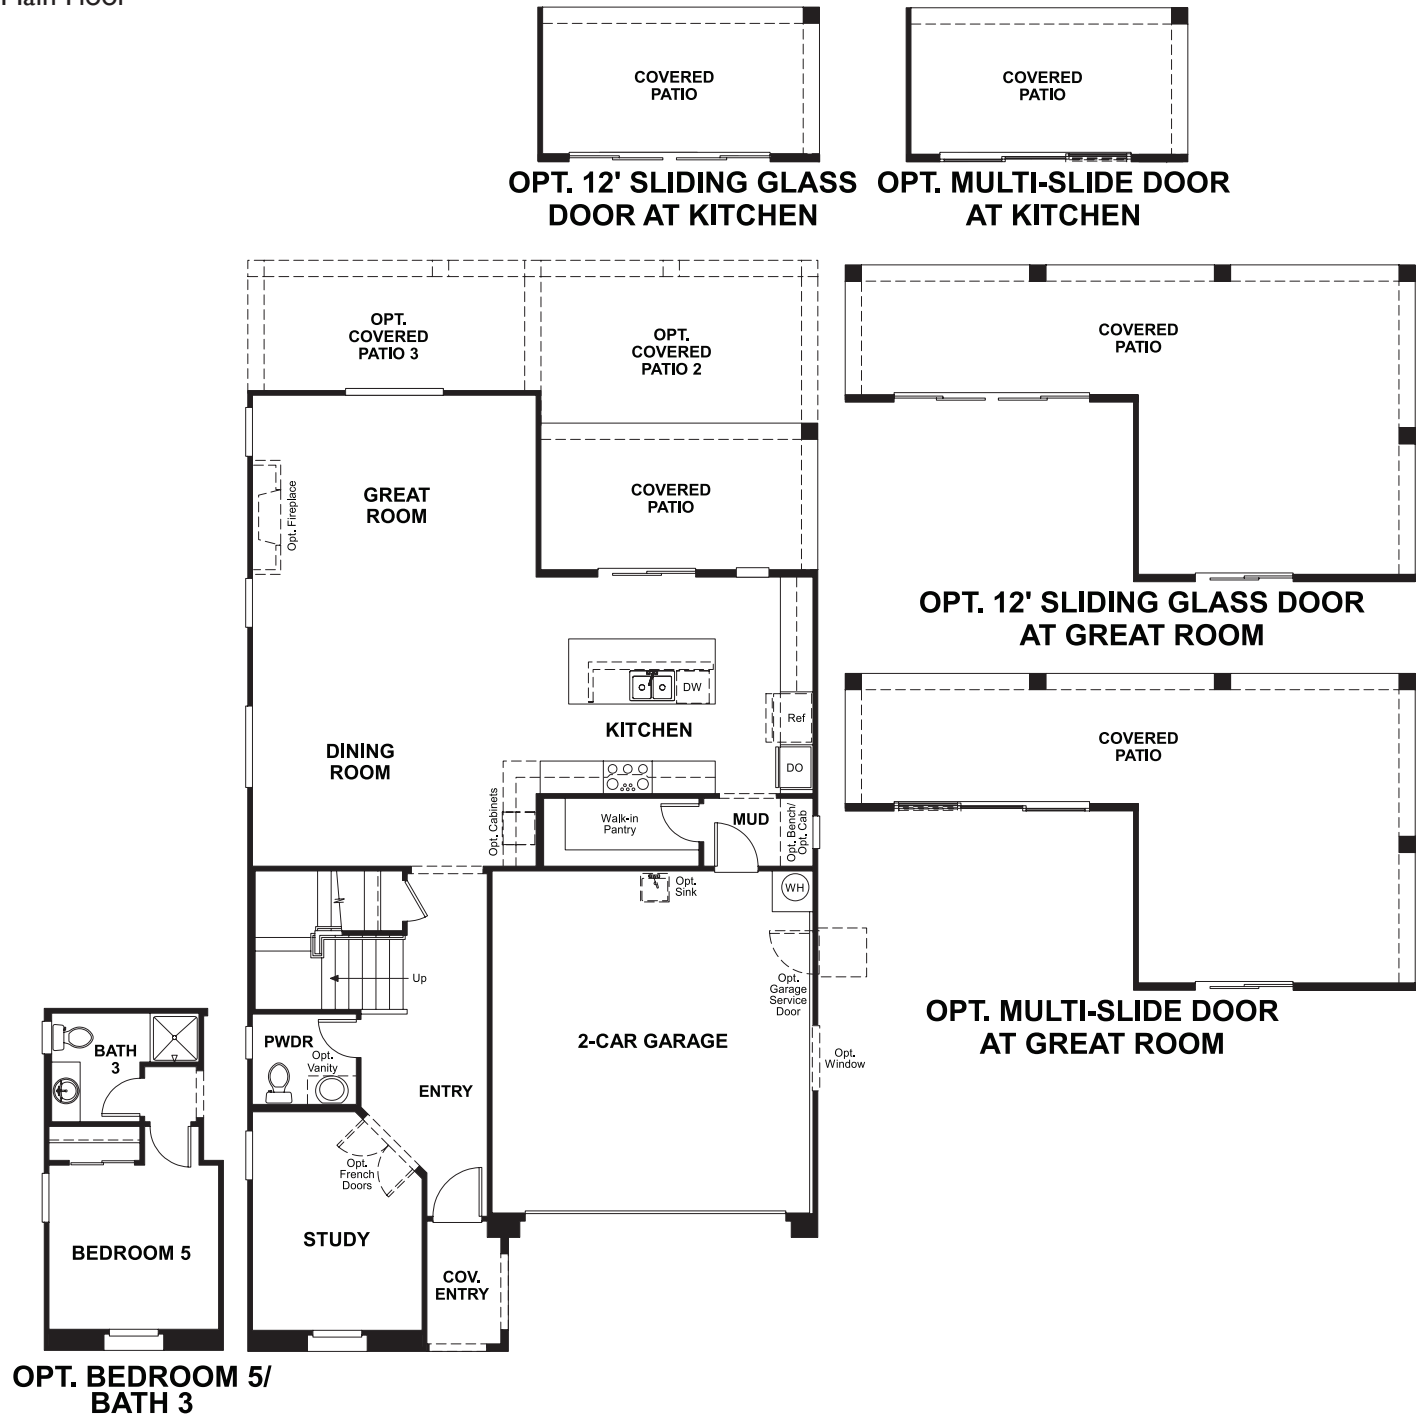 Main Floor
COVERED
PATIO
OPT. 12' SLIDING GLASS
DOOR AT KITCHEN
COVERED
PATIO
OPT. MULTI-SLIDE DOOR
AT KITCHEN
OPT.
COVERED
PATIO 3
OPT.
COVERED
PATIO 2
COVERED
PATIO
OPT. 12' SLIDING GLASS DOOR
AT GREAT ROOM
GREAT
ROOM
Opt. Fireplace
COVERED
PATIO
DW
Ref
KITCHEN
DO
DINING
ROOM
Opt. Cabinets
Walk-in
Pantry
MUD
Opt. Bench/
Opt. Cab
COVERED
PATIO
OPT. MULTI-SLIDE DOOR
AT GREAT ROOM
Opt.
Sink
WH
Up
Opt.
Garage
Service
Door
2-CAR GARAGE
Opt.
Window
PWDR
Opt.
Vanity
ENTRY
Opt.
French
Doors
STUDY
COV.
ENTRY
BATH
3
BEDROOM 5
OPT. BEDROOM 5/
BATH 3